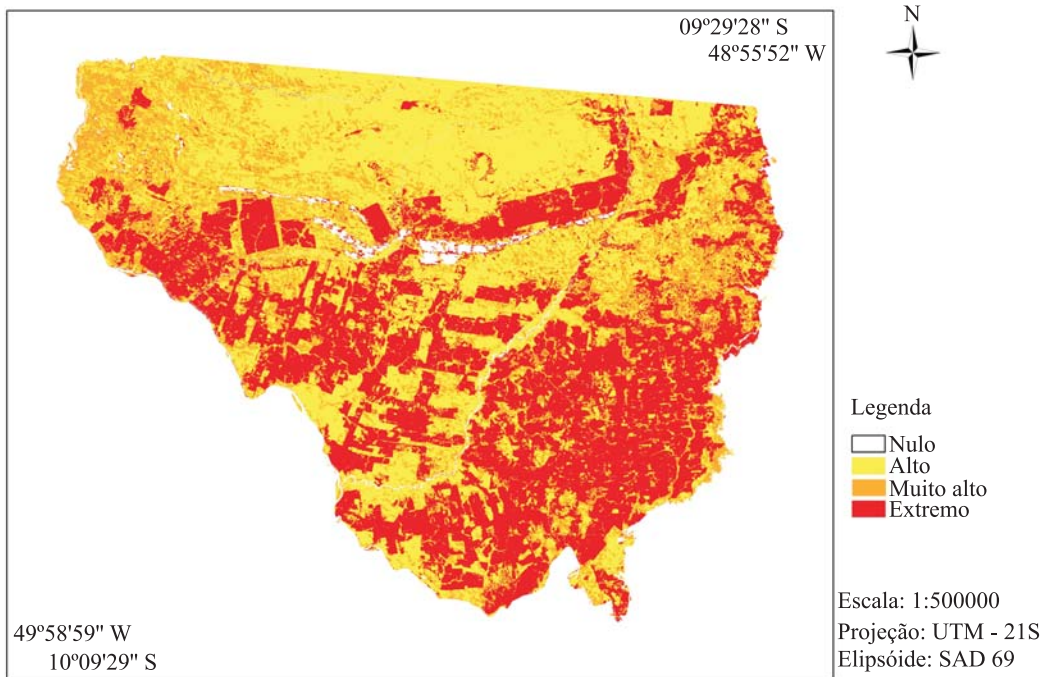 09º29'28" S
48º55'52" W
N
Legenda
Nulo
Alto
Muito alto
Extremo
49º58'59" W
10º09'29" S
Escala: 1:500000
Projeção: UTM - 21S
Elipsóide: SAD 69